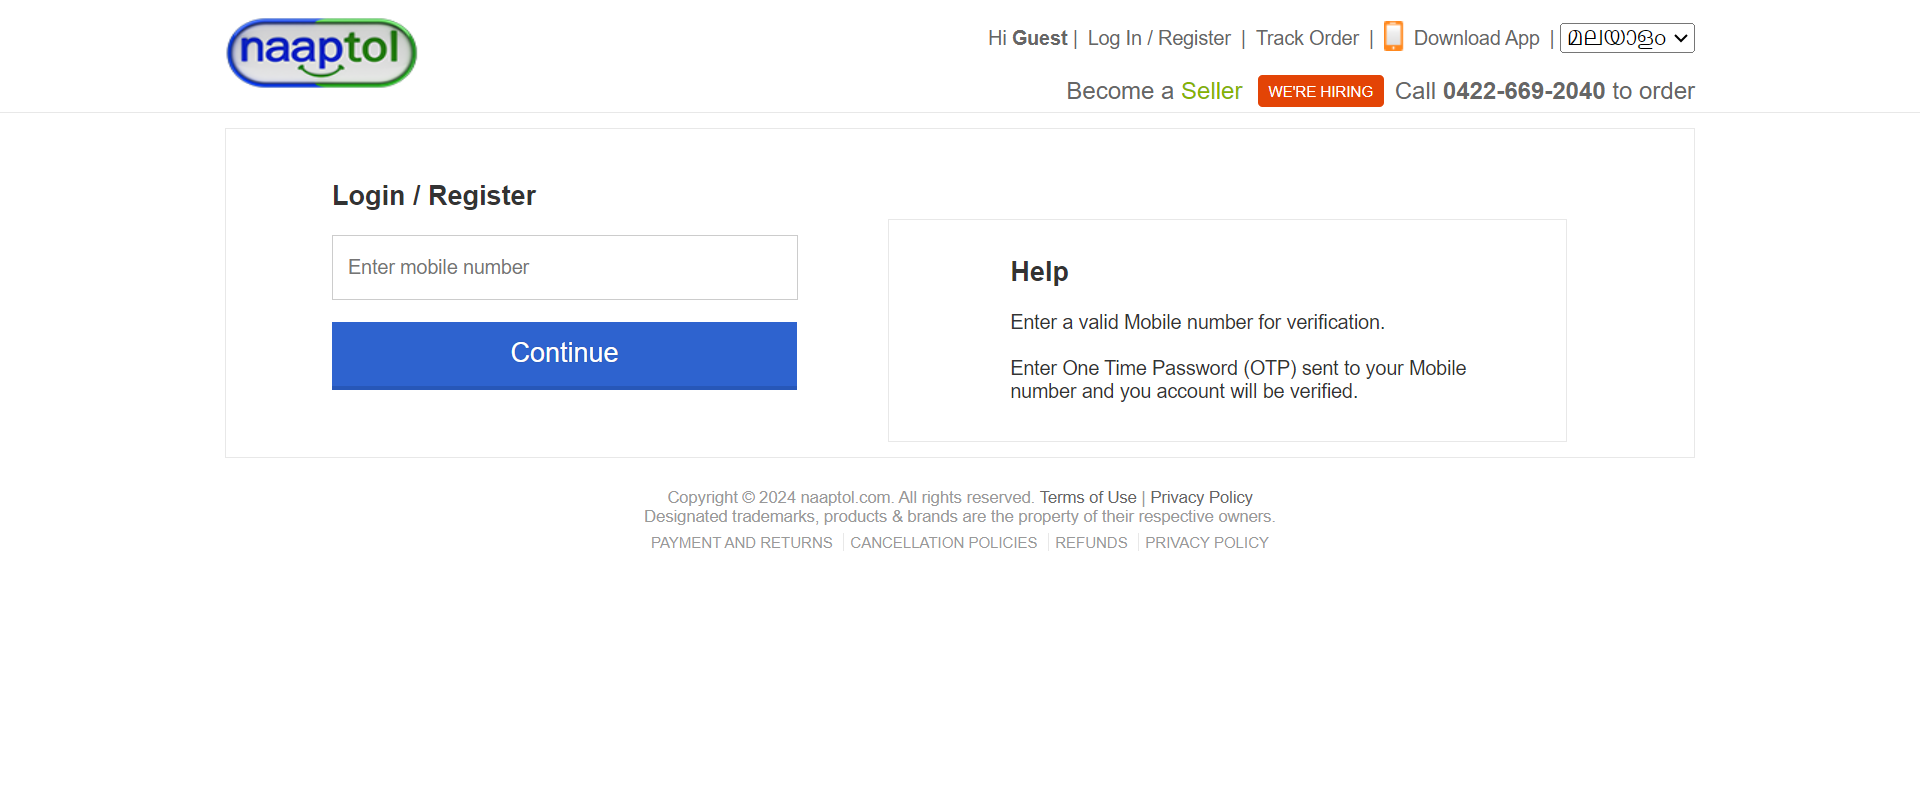 naaptol
Hi Guest | Log In / Register | Track Order | Download App | മലയാളം
Become a Seller WE'RE HIRING Call 0422-669-2040 to order
Login / Register
Enter mobile number
Continue
Help
Enter a valid Mobile number for verification.
Enter One Time Password (OTP) sent to your Mobile
number and you account will be verified.
Copyright © 2024 naaptol.com. All rights reserved. Terms of Use | Privacy Policy
Designated trademarks, products & brands are the property of their respective owners.
PAYMENT AND RETURNS CANCELLATION POLICIES REFUNDS PRIVACY POLICY